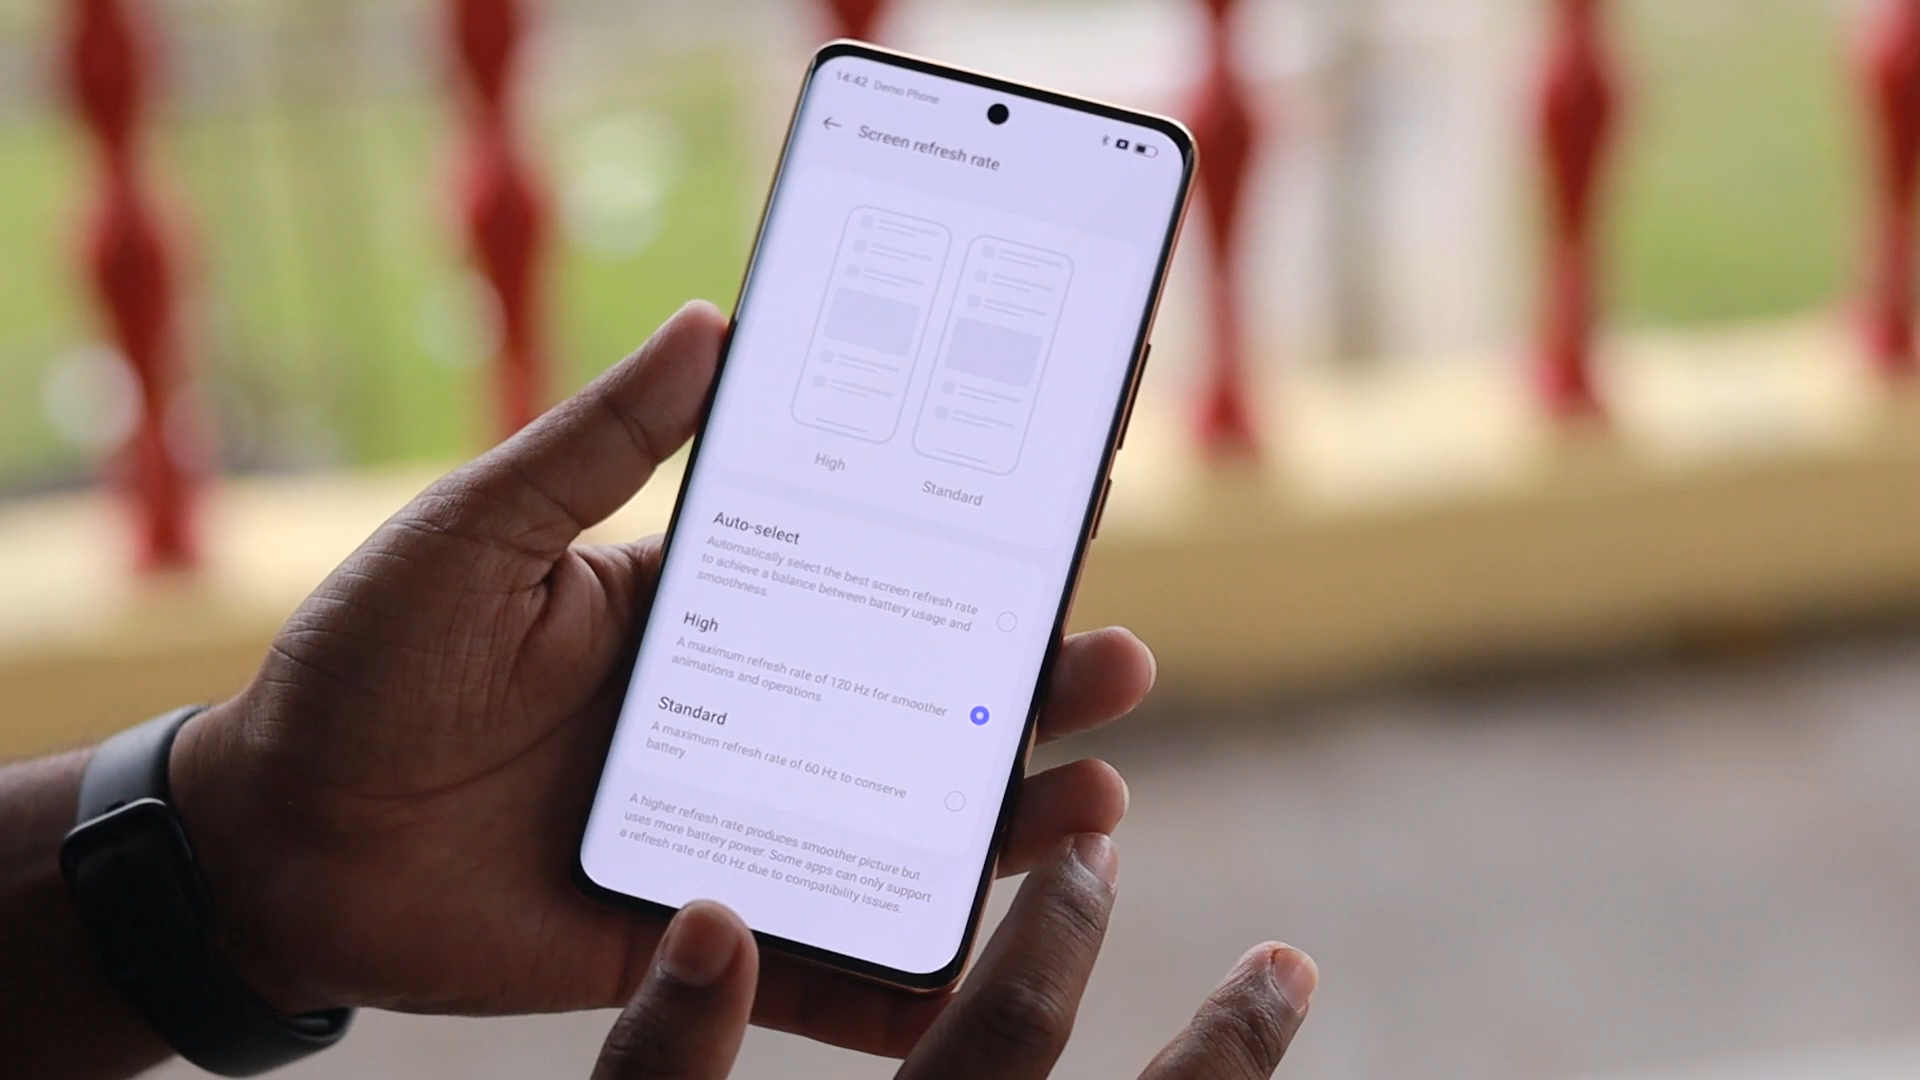 14:42 Demo Phone
Screen refresh rate
High
Standard
Auto-select
Automatically select the best screen refresh rate
to achieve a balance between battery usage and
smoothness.
High
A maximum refresh rate of 120 Hz for smoother
animations and operations
Standard
A maximum refresh rate of 60 Hz to conserve
battery.
A higher refresh rate produces smoother picture but
uses more battery power. Some apps can only support
a refresh rate of 60 Hz due to compatibility issues.